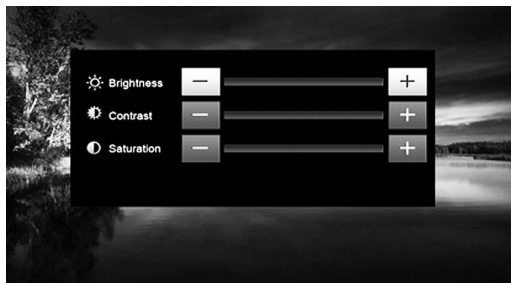 Brightness — +
Contrast — +
Saturation — +